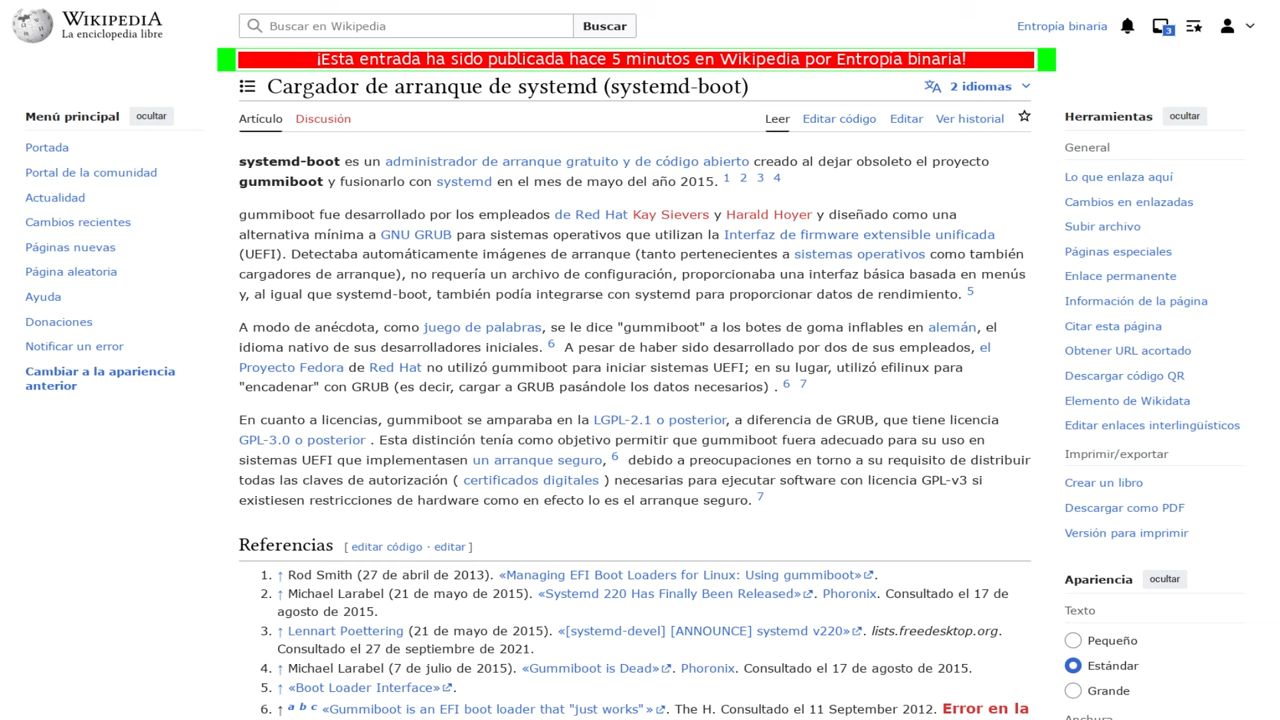 WIKIPEDIA
La enciclopedia libre
Buscar en Wikipedia
Buscar
Entropía binaria
3
¡Esta entrada ha sido publicada hace 5 minutos en Wikipedia por Entropía binaria!
Cargador de arranque de systemd (systemd-boot)
2 idiomas
Artículo Discusión
Leer Editar código Editar Ver historial
Menú principal ocultar
Portada
Portal de la comunidad
Actualidad
Cambios recientes
Páginas nuevas
Página aleatoria
Ayuda
Donaciones
Notificar un error
Cambiar a la apariencia
anterior
systemd-boot es un administrador de arranque gratuito y de código abierto creado al dejar obsoleto el proyecto
gummiboot y fusionarlo con systemd en el mes de mayo del año 2015. 1 2 3 4
gummiboot fue desarrollado por los empleados de Red Hat Kay Sievers y Harald Hoyer y diseñado como una
alternativa mínima a GNU GRUB para sistemas operativos que utilizan la Interfaz de firmware extensible unificada
(UEFI). Detectaba automáticamente imágenes de arranque (tanto pertenecientes a sistemas operativos como también
cargadores de arranque), no requería un archivo de configuración, proporcionaba una interfaz básica basada en menús
y, al igual que systemd-boot, también podía integrarse con systemd para proporcionar datos de rendimiento. 5
A modo de anécdota, como juego de palabras, se le dice "gummiboot" a los botes de goma inflables en alemán, el
idioma nativo de sus desarrolladores iniciales. 6 A pesar de haber sido desarrollado por dos de sus empleados, el
Proyecto Fedora de Red Hat no utilizó gummiboot para iniciar sistemas UEFI; en su lugar, utilizó efilinux para
"encadenar" con GRUB (es decir, cargar a GRUB pasándole los datos necesarios) . 6 7
En cuanto a licencias, gummiboot se amparaba en la LGPL-2.1 o posterior, a diferencia de GRUB, que tiene licencia
GPL-3.0 o posterior . Esta distinción tenía como objetivo permitir que gummiboot fuera adecuado para su uso en
sistemas UEFI que implementasen un arranque seguro, 6 debido a preocupaciones en torno a su requisito de distribuir
todas las claves de autorización ( certificados digitales ) necesarias para ejecutar software con licencia GPL-v3 si
existiesen restricciones de hardware como en efecto lo es el arranque seguro. 7
Referencias [ editar código · editar ]
1. ↑ Rod Smith (27 de abril de 2013). «Managing EFI Boot Loaders for Linux: Using gummiboot».
2. ↑ Michael Larabel (21 de mayo de 2015). «Systemd 220 Has Finally Been Released». Phoronix. Consultado el 17 de
agosto de 2015.
3. ↑ Lennart Poettering (21 de mayo de 2015). «[systemd-devel] [ANNOUNCE] systemd v220». lists.freedesktop.org.
Consultado el 27 de septiembre de 2021.
4. ↑ Michael Larabel (7 de julio de 2015). «Gummiboot is Dead». Phoronix. Consultado el 17 de agosto de 2015.
5. ↑ «Boot Loader Interface».
6. ↑ a b c «Gummiboot is an EFI boot loader that "just works" ». The H. Consultado el 11 September 2012. Error en la
Herramientas ocultar
General
Lo que enlaza aquí
Cambios en enlazadas
Subir archivo
Páginas especiales
Enlace permanente
Información de la página
Citar esta página
Obtener URL acortado
Descargar código QR
Elemento de Wikidata
Editar enlaces interlingüísticos
Imprimir/exportar
Crear un libro
Descargar como PDF
Versión para imprimir
Apariencia ocultar
Texto
Pequeño
Estándar
Grande
Anchura